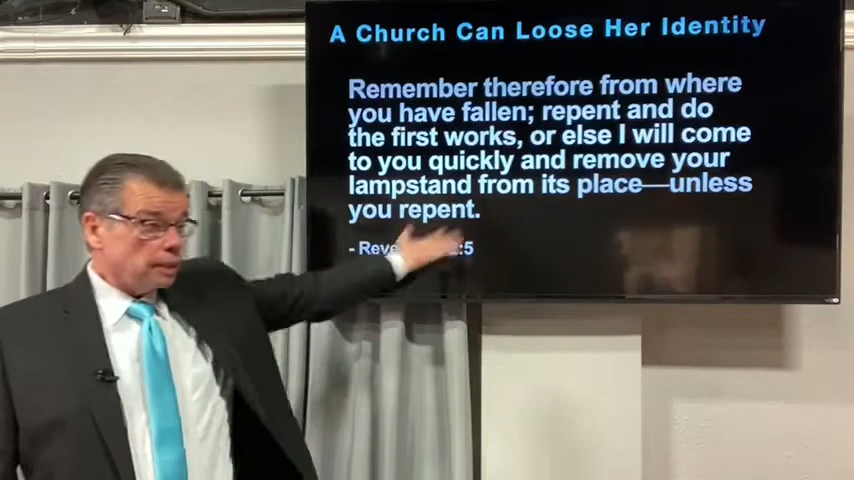 A Church Can Loose Her Identity
Remember therefore from where
you have fallen; repent and do
the first works, or else I will come
to you quickly and remove your
lampstand from its place—unless
you repent.
- Reve :5